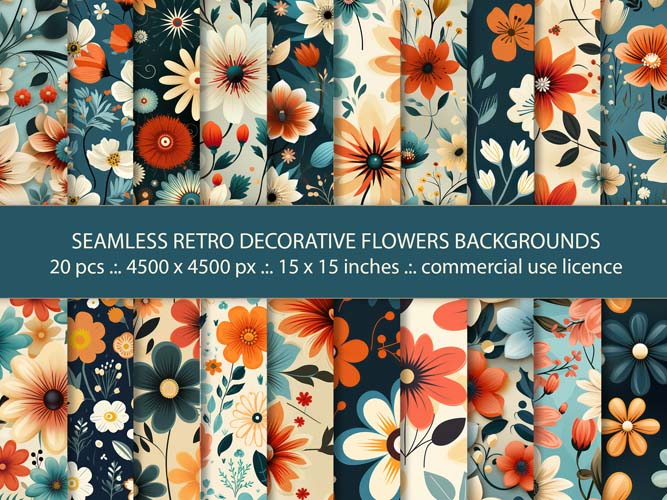 SEAMLESS RETRO DECORATIVE FLOWERS BACKGROUNDS
20 pcs .:. 4500 x 4500 px .:. 15 x 15 inches .:. commercial use licence